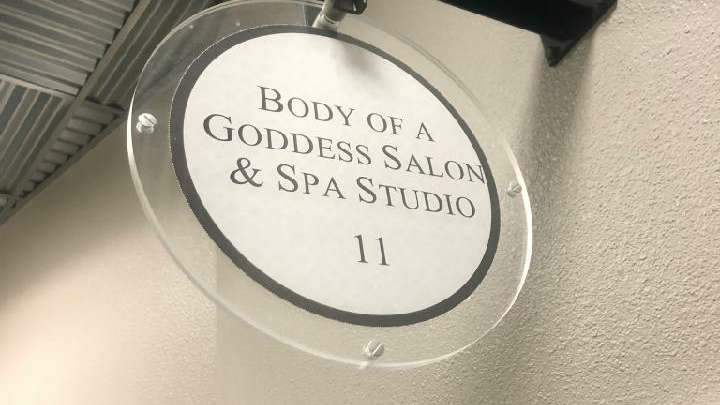 BODY OF A
GODDESS SALON
& SPA STUDIO
11